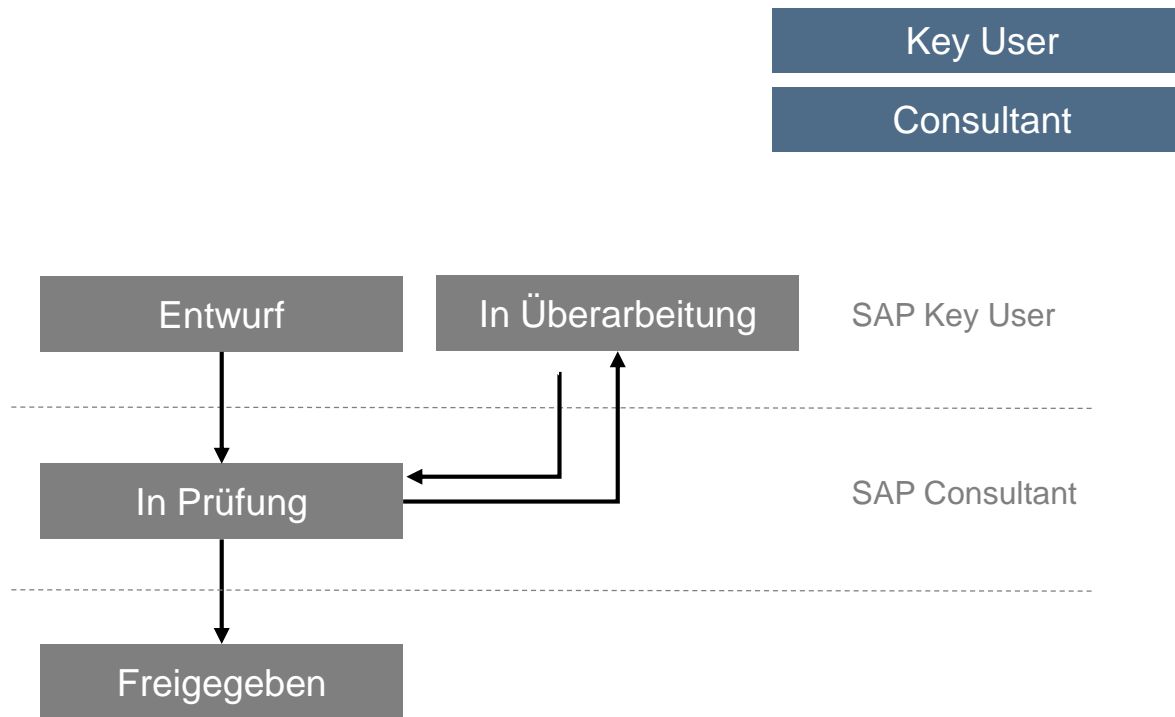 Key User
Consultant
Entwurf
In Überarbeitung
SAP Key User
In Prüfung
SAP Consultant
Freigegeben